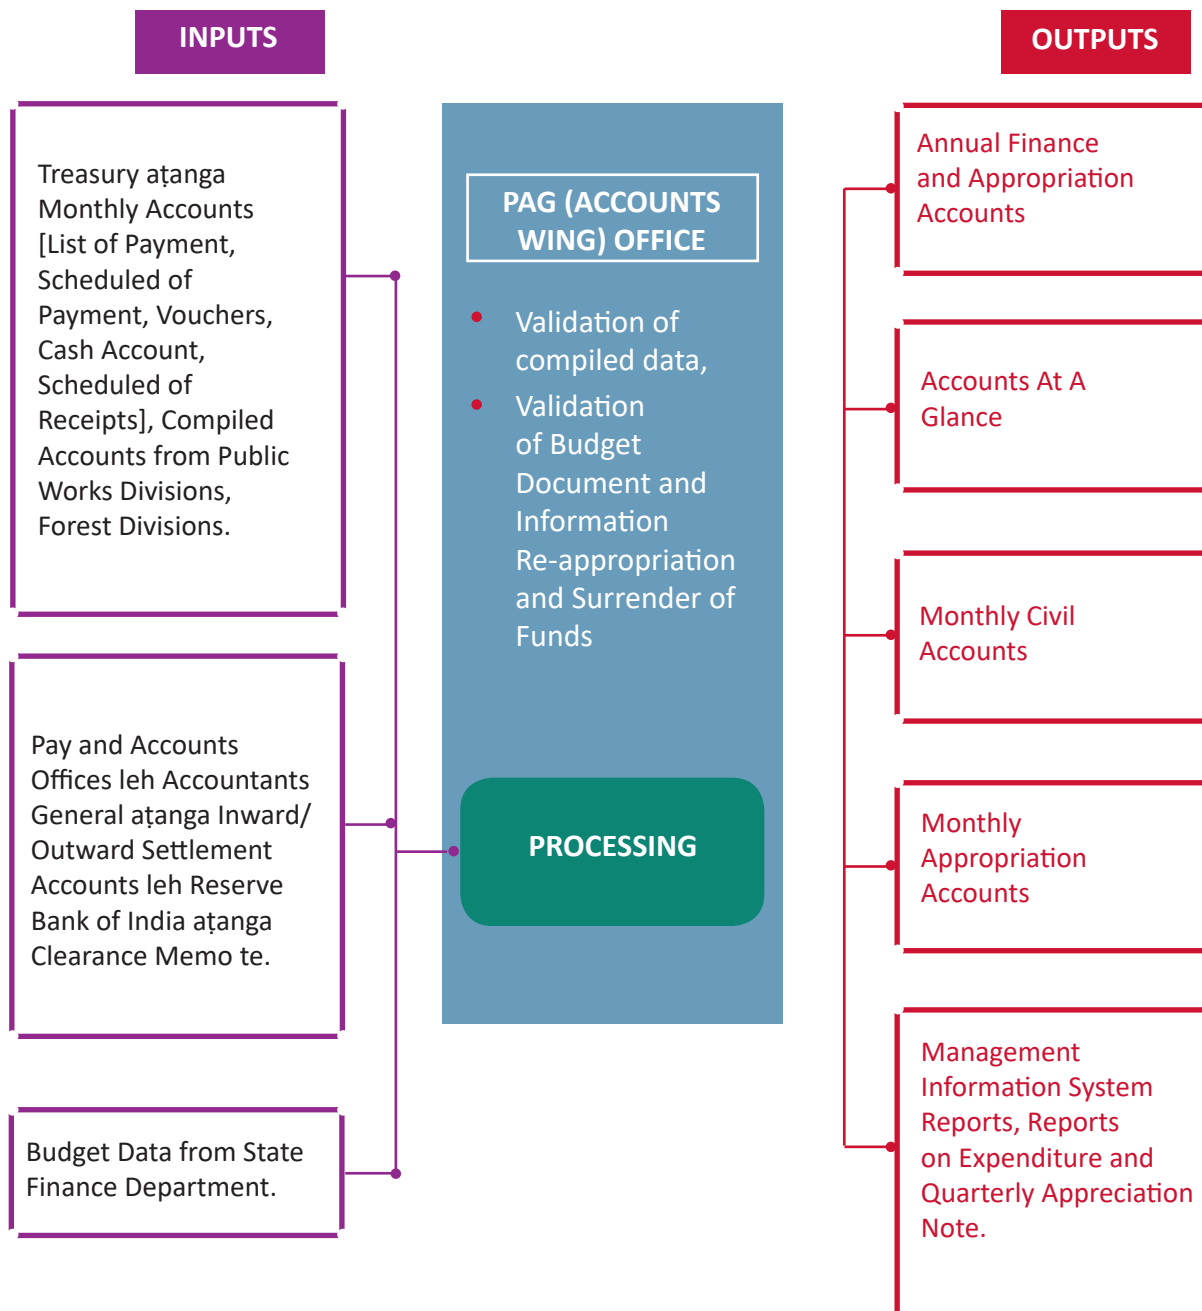 INPUTS
Treasury aṭanga
Monthly Accounts
[List of Payment,
Scheduled of
Payment, Vouchers,
Cash Account,
Scheduled of
Receipts], Compiled
Accounts from Public
Works Divisions,
Forest Divisions.
Pay and Accounts
Offices leh Accountants
General aṭanga Inward/
Outward Settlement
Accounts leh Reserve
Bank of India aṭanga
Clearance Memo te.
Budget Data from State
Finance Department.
PAG (ACCOUNTS
WING) OFFICE
• Validation of
compiled data,
• Validation
of Budget
Document and
Information
Re-appropriation
and Surrender of
Funds
PROCESSING
OUTPUTS
Annual Finance
and Appropriation
Accounts
Accounts At A
Glance
Monthly Civil
Accounts
Monthly
Appropriation
Accounts
Management
Information System
Reports, Reports
on Expenditure and
Quarterly Appreciation
Note.